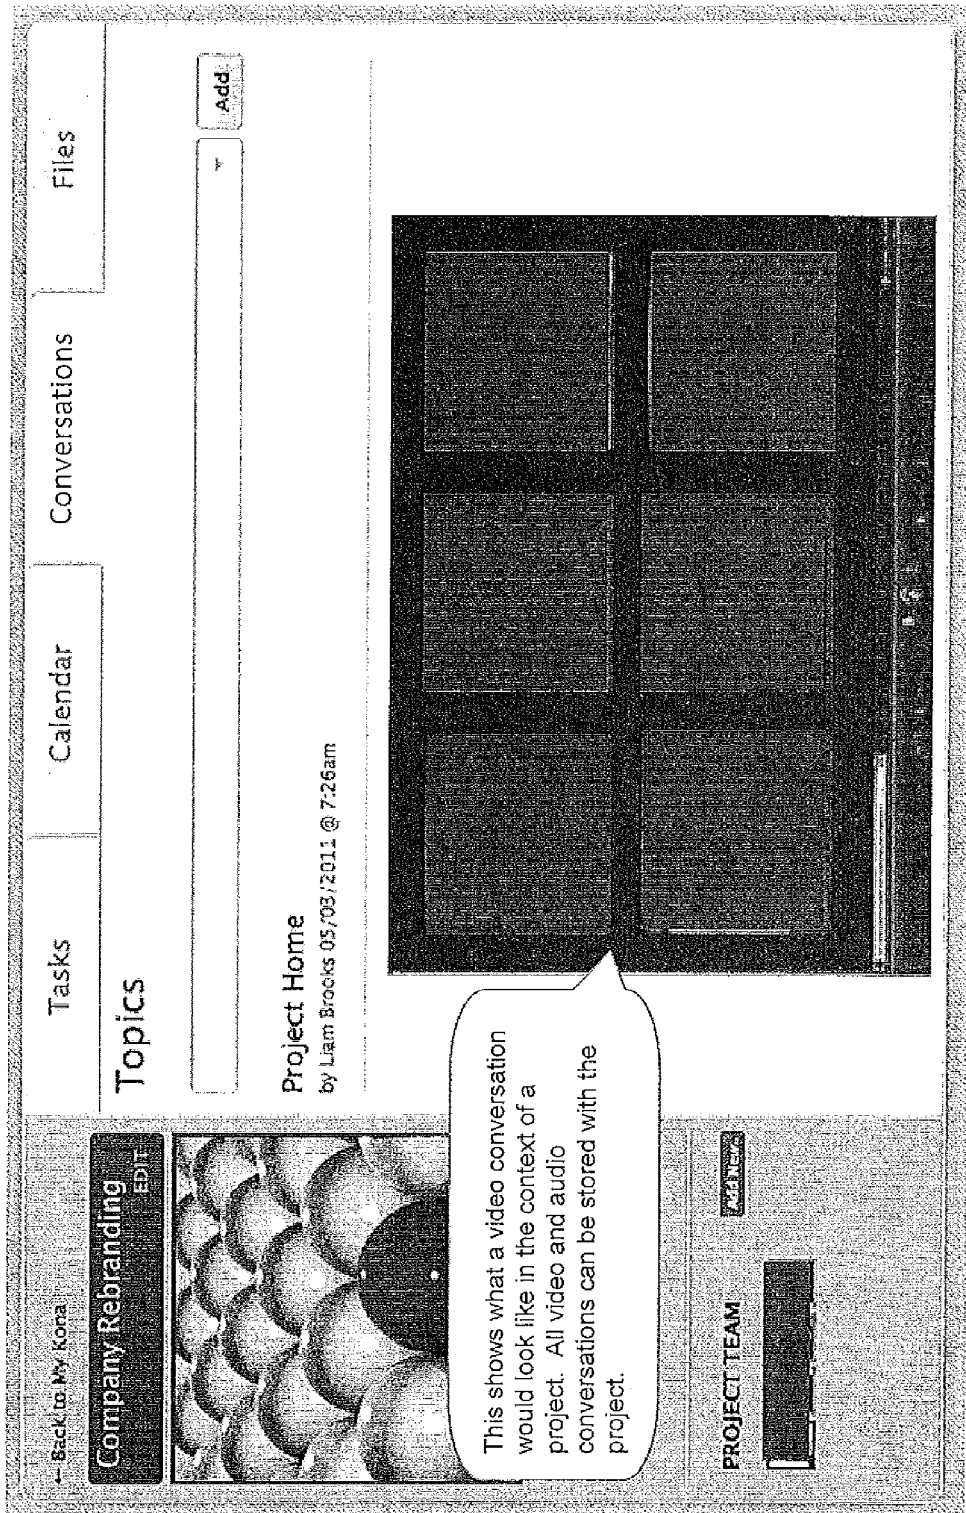 ← Back to My Kona
Company Rebranding
EDIT
Tasks
Calendar
Conversations
Files
Topics
Add
Project Home
by Liam Brooks 05/03/2011 @ 7:26am
This shows what a video conversation
would look like in the context of a
project. All video and audio
conversations can be stored with the
project.
PROJECT TEAM
Add New